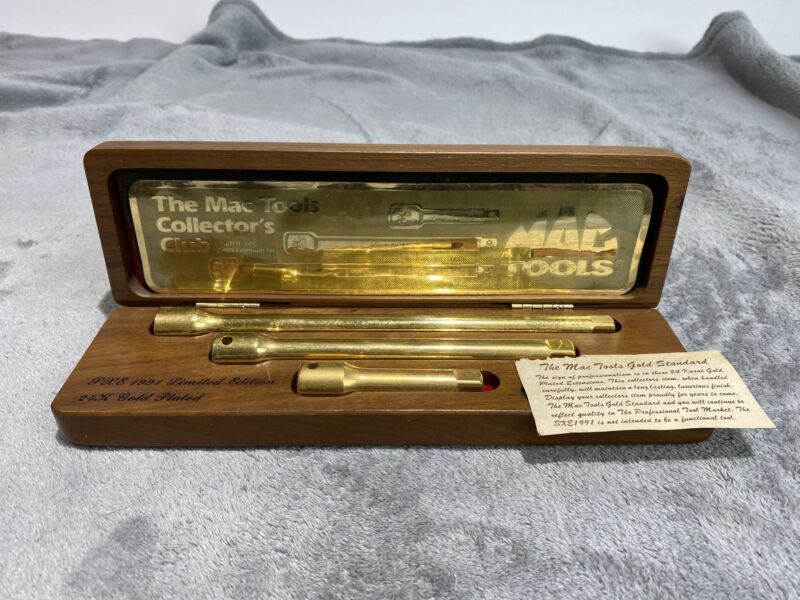 The Mac Tools
Collector's
Club
MAC
TOOLS®
SXE 1991 Limited Edition
24K Gold Plated
The Mac Tools Gold Standard
The sign of professionalism is in these 24 Karat Gold
Plated Extensions. This collectors item, when handled
carefully, will maintain a long lasting, luxurious finish.
Display your collectors item proudly for years to come.
The Mac Tools Gold Standard and you will continue to
reflect quality in The Professional Tool Market. The
SXE1991 is not intended to be a functional tool.